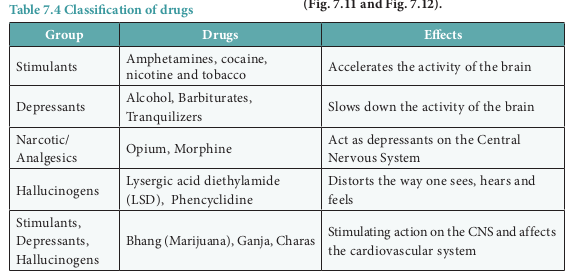 (Fig. 7.11 and Fig. 7.12).
Table 7.4 Classification of drugs
Group Drugs Effects
Stimulants
Amphetamines, cocaine,
nicotine and tobacco
Accelerates the activity of the brain
Depressants
Alcohol, Barbiturates,
Tranquilizers
Slows down the activity of the brain
Narcotic/
Analgesics
Opium, Morphine
Act as depressants on the Central
Nervous System
Hallucinogens
Lysergic acid diethylamide
(LSD), Phencyclidine
Distorts the way one sees, hears and
feels
Stimulants,
Depressants,
Hallucinogens
Bhang (Marijuana), Ganja, Charas
Stimulating action on the CNS and affects
the cardiovascular system